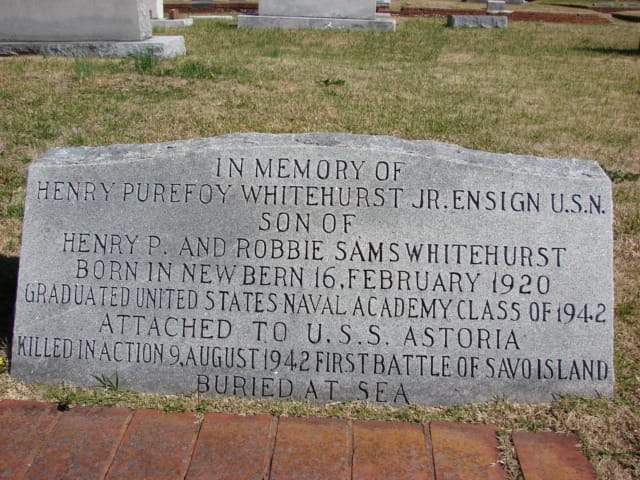 IN MEMORY OF
HENRY PUREFOY WHITEHURST JR. ENSIGN U.S.N.
SON OF
HENRY P. AND ROBBIE SAMS WHITEHURST
BORN IN NEW BERN 16, FEBRUARY 1920
GRADUATED UNITED STATES NAVAL ACADEMY CLASS OF 1942
ATTACHED TO U.S.S. ASTORIA
KILLED IN ACTION 9, AUGUST 1942 FIRST BATTLE OF SAVO ISLAND
BURIED AT SEA